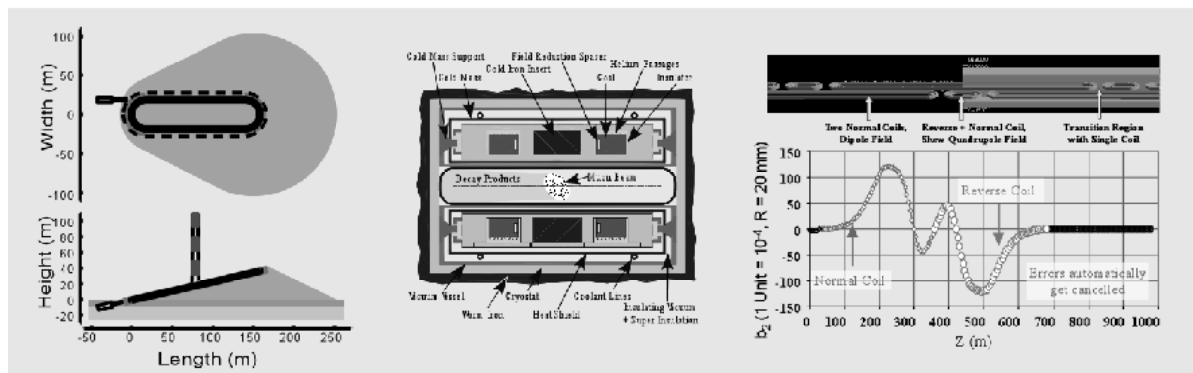 100
50
0
-50
-100
Width (m)
100
80
60
40
20
0
-20
Height (m)
-50 0 50 100 150 200 250
Length (m)
Cold Mass Support
Field Reduction Spacer
Cold Mass
Cold Iron Insert
Helium Passages
Coil
Insulator
Decay Products
Muon Beam
Vacuum Vessel
Cryostat
Coolant Lines
Warm Iron
Heat Shield
Insulating Vacuum
+ Super Insulation
Two Normal Coils,
Dipole Field
Reverse + Normal Coil,
Skew Quadrupole Field
Transition Region
with Single Coil
150
100
50
0
-50
-100
-150
b2 (1 Unit = 10-4, R = 20 mm)
Reverse Coil
Normal Coil
Errors automatically
get cancelled
0 100 200 300 400 500 600 700 800 900 1000
Z (m)